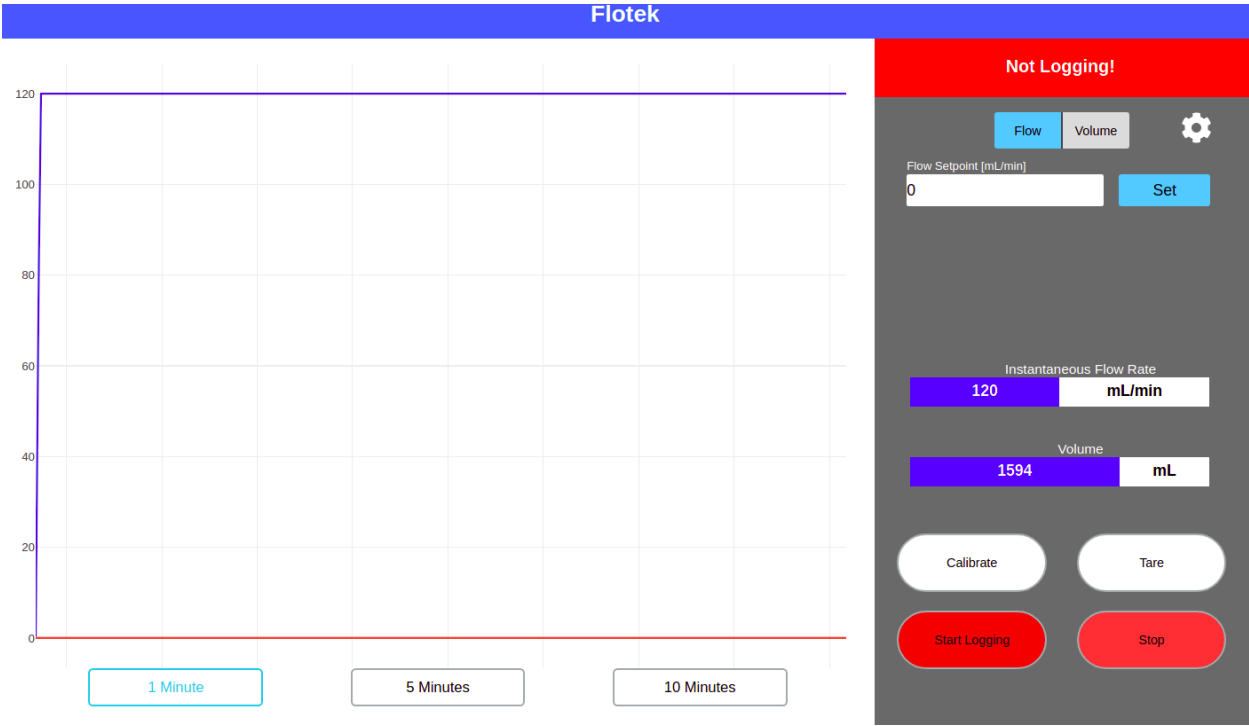 Flotek
Not Logging!
Flow Volume
Flow Setpoint [mL/min]
0 Set
120
100
80
60
40
20
0
Instantaneous Flow Rate
120 mL/min
Volume
1594 mL
Calibrate Tare
Start Logging Stop
1 Minute 5 Minutes 10 Minutes